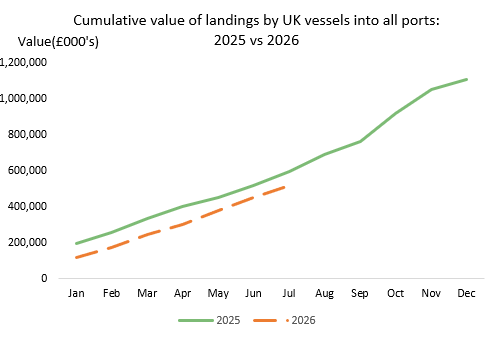 Cumulative value of landings by UK vessels into all ports:
2025 vs 2026
Value(£000's)
1,200,000
1,000,000
800,000
600,000
400,000
200,000
0
Jan Feb Mar Apr May Jun Jul Aug Sep Oct Nov Dec
2025 2026